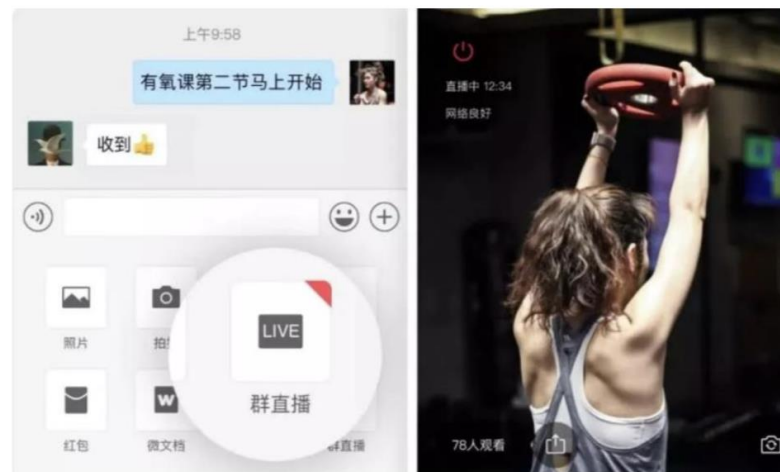 上午9:58
有氧课第二节马上开始
收到👍
照片
拍
LIVE
群直播
红包
微文档
群直播
直播中 12:34
网络良好
78人观看